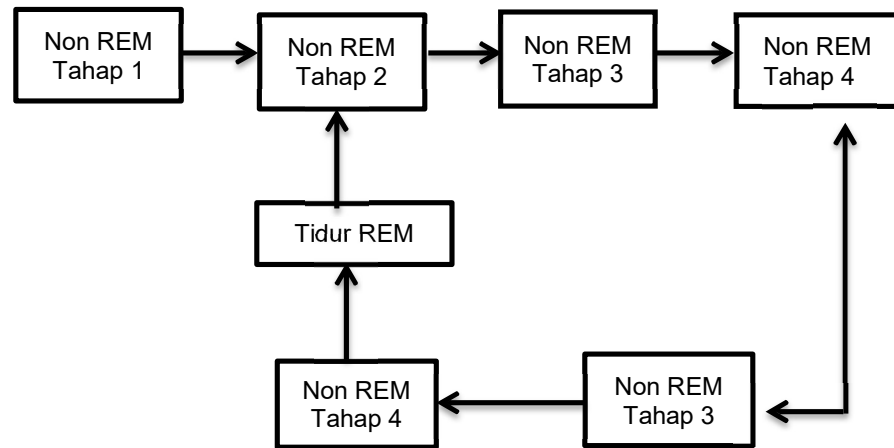 Non REM
Tahap 1
Non REM
Tahap 2
Non REM
Tahap 3
Non REM
Tahap 4
Tidur REM
Non REM
Tahap 4
Non REM
Tahap 3